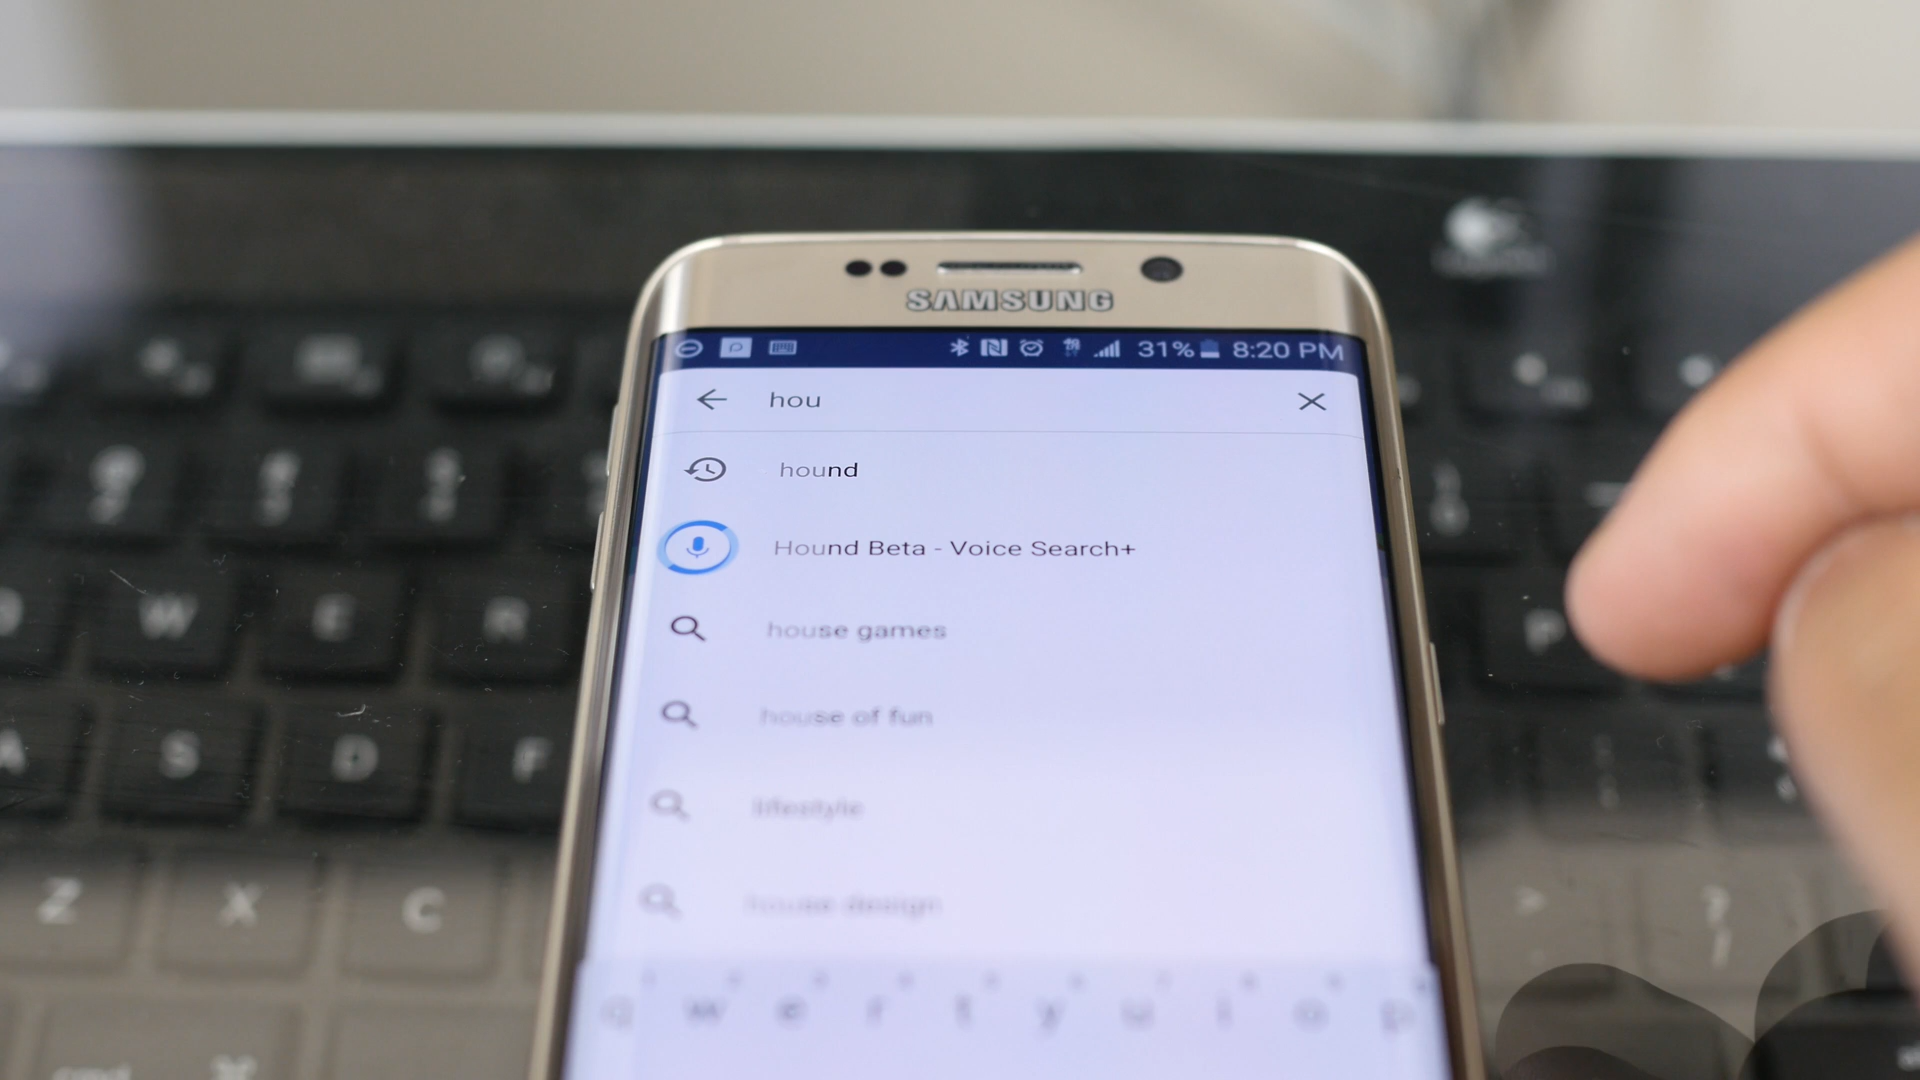 SAMSUNG
31% 8:20 PM
hou
hound
Hound Beta - Voice Search+
house games
house of fun
lifestyle
house design
q w e r t y u i o p
W E R
A S D F
Z X C
P
cmd